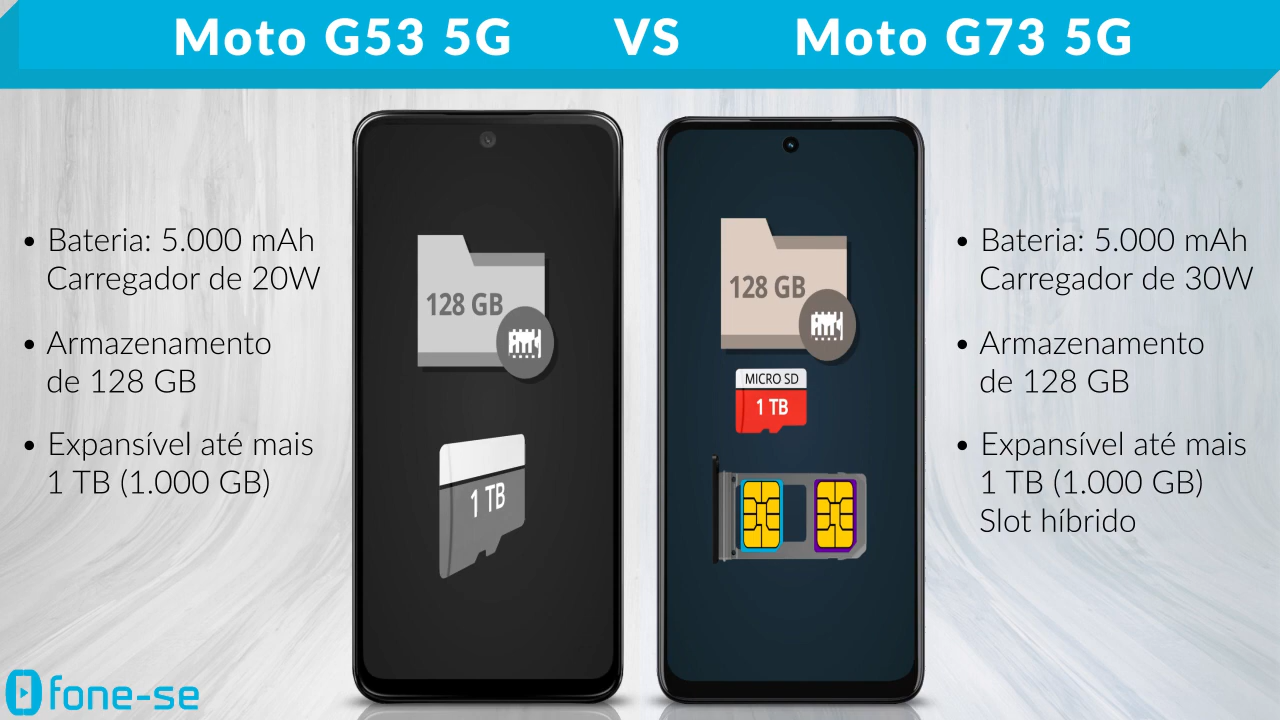 Moto G53 5G VS Moto G73 5G
• Bateria: 5.000 mAh
Carregador de 20W
• Armazenamento
de 128 GB
• Expansível até mais
1 TB (1.000 GB)
128 GB
1 TB
128 GB
MICRO SD
1 TB
• Bateria: 5.000 mAh
Carregador de 30W
• Armazenamento
de 128 GB
• Expansível até mais
1 TB (1.000 GB)
Slot híbrido
fone-se